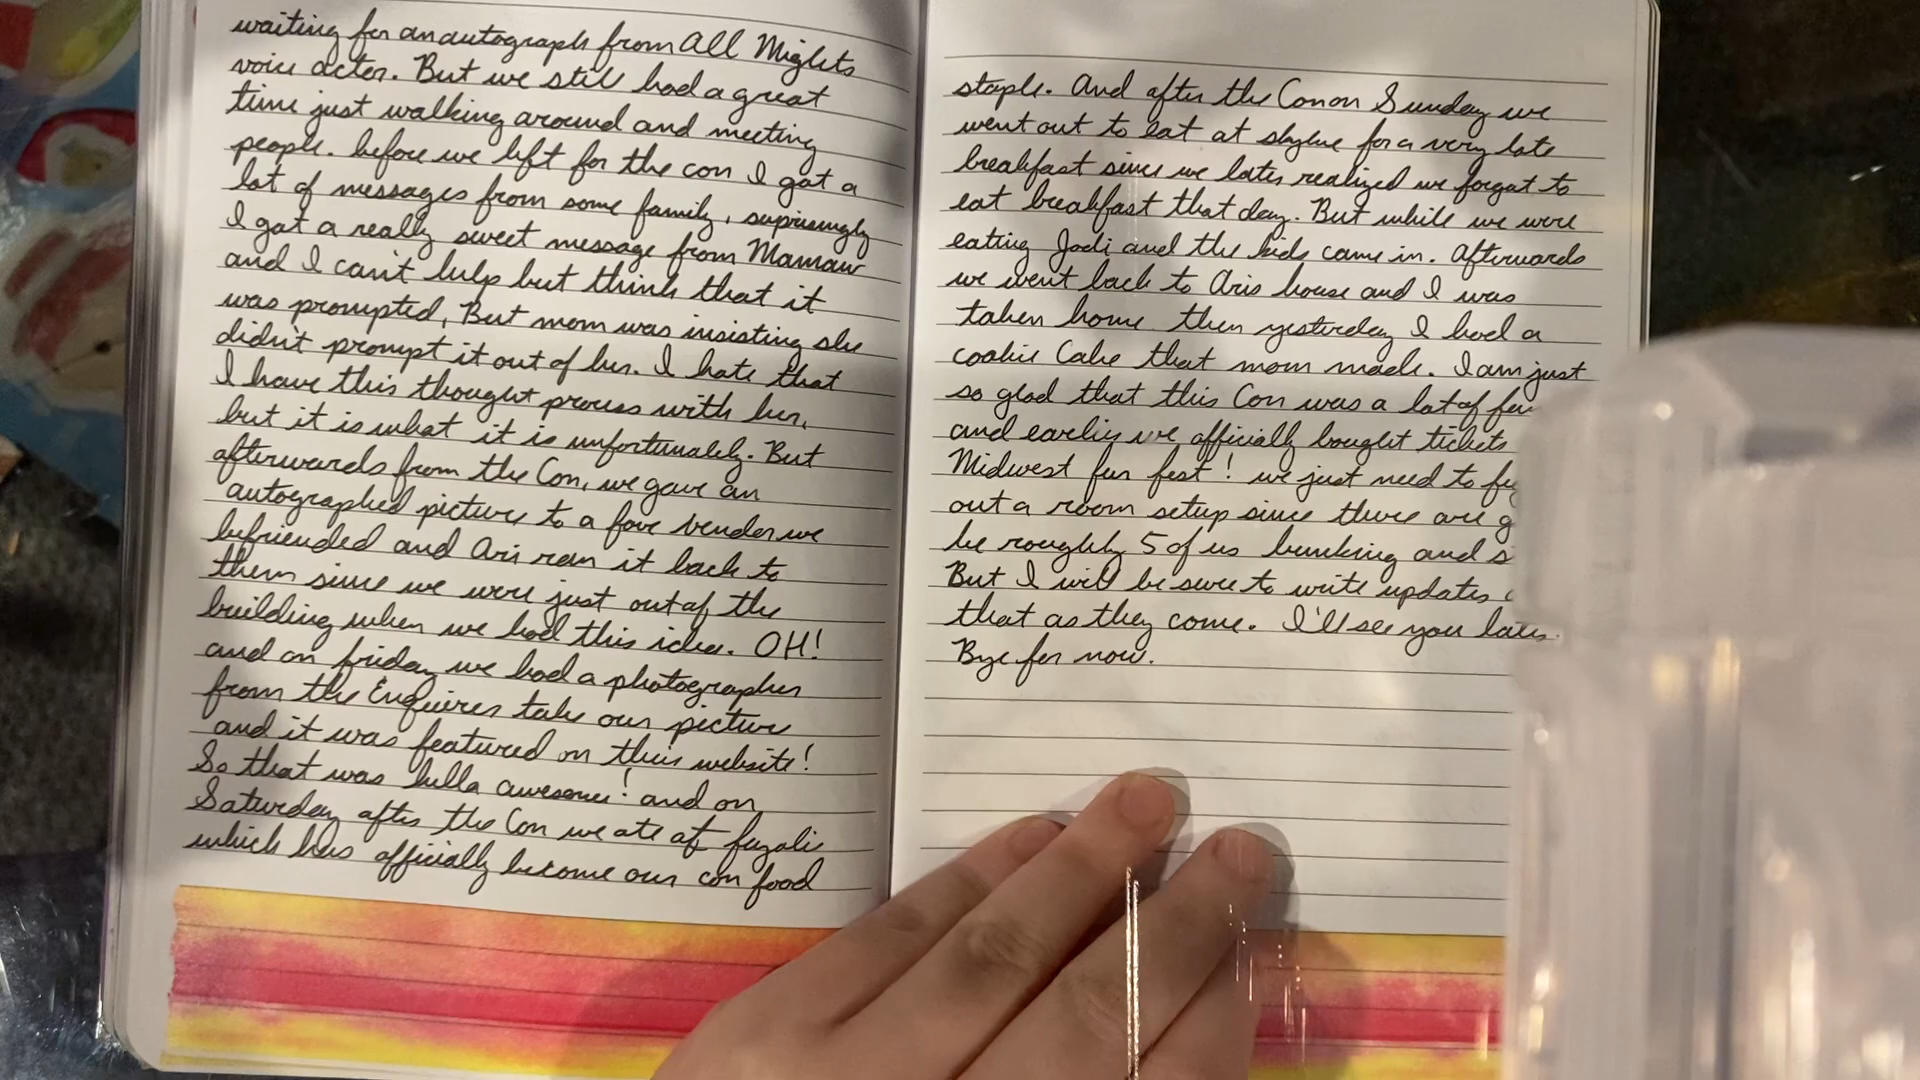 waiting for an autograph from All Mights
voice actor. But we still had a great
time just walking around and meeting
people. before we left for the con I got a
lot of messages from some family, suprisingly
I got a really sweet message from Mamaw
and I can't help but think that it
was prompted, But mom was insisting she
didn't prompt it out of her. I hate that
I have this thought process with her,
but it is what it is unfortunately. But
afterwards from the Con, we gave an
autographed picture to a fave vender we
befriended and Aris ran it back to
them since we were just out of the
building when we had this idea. OH!
and on friday we had a photographer
from the Enquirer take our picture
and it was featured on their website!
So that was hella awesome! and on
Saturday after the Con we ate at fuzali
which has officially become our con food
staple. And after the Con on Sunday we
went out to eat at skyline for a very late
breakfast since we later realized we forgot to
eat breakfast that day. But while we were
eating Jodi and the kids came in. Afterwards
we went back to Aris house and I was
taken home then yesterday I had a
cookie Cake that mom made. I am just
so glad that this Con was a lot of
and earlier we officially bought tickets
Midwest fur fest! we just need to
out a room setup since there are
be roughly 5 of us bunking and
But I will be sure to write updates
that as they come. I'll see you later.
Bye for now.